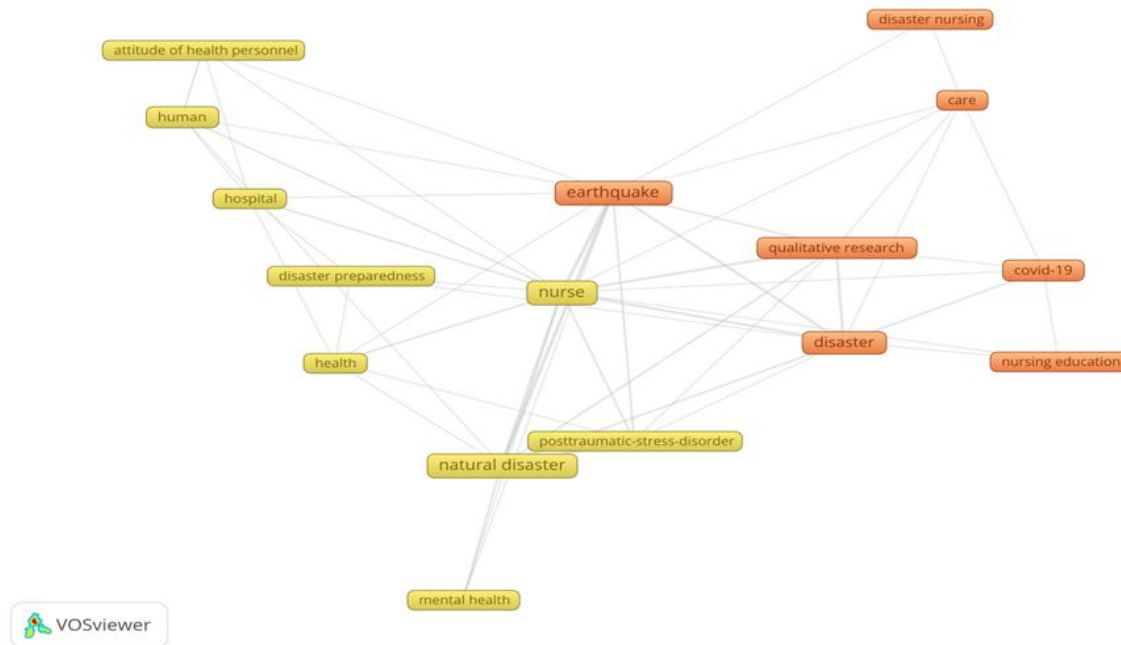 disaster nursing
attitude of health personnel
care
human
earthquake
hospital
qualitative research
covid-19
disaster preparedness
nurse
disaster
health
nursing education
posttraumatic-stress-disorder
natural disaster
mental health
VOSviewer